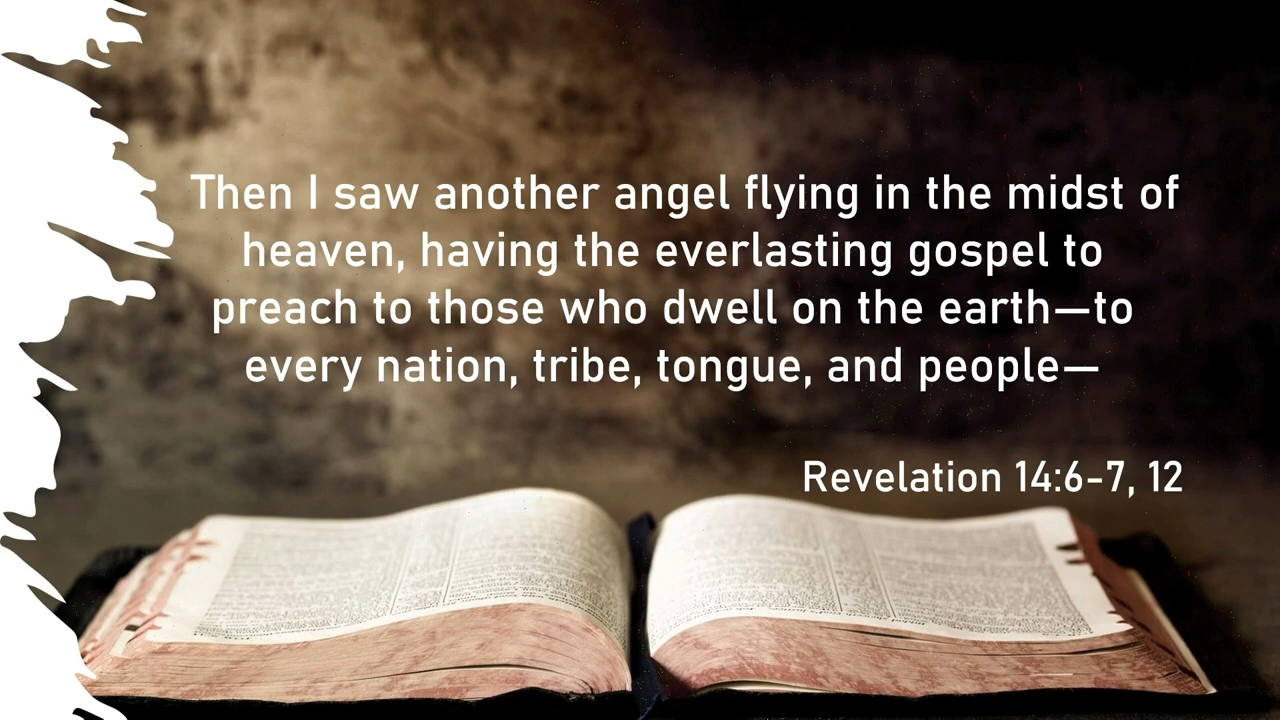 Then I saw another angel flying in the midst of
heaven, having the everlasting gospel to
preach to those who dwell on the earth—to
every nation, tribe, tongue, and people—
Revelation 14:6-7, 12